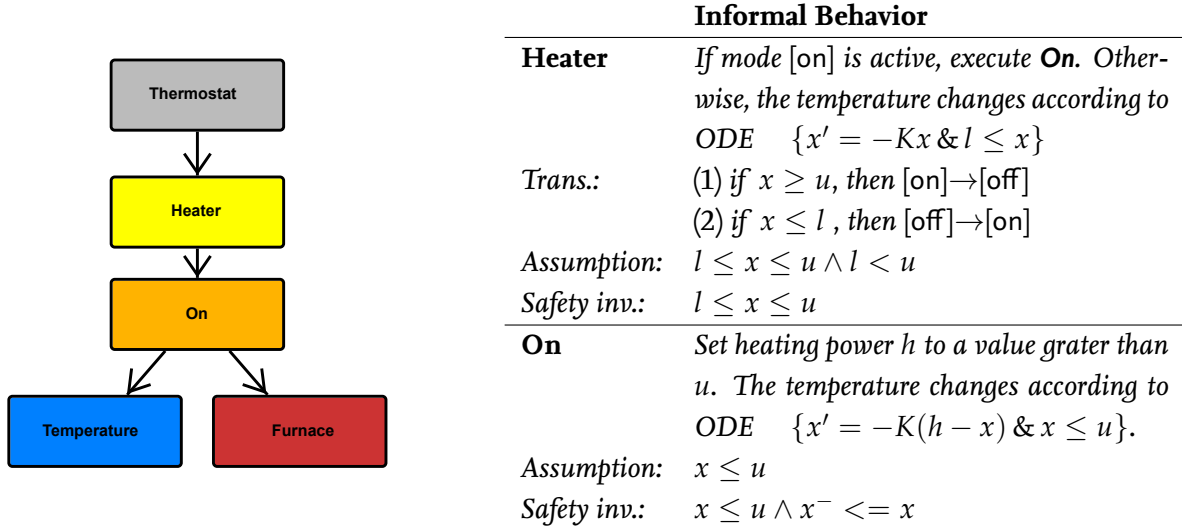 Thermostat
Heater
On
Temperature
Furnace
Informal Behavior
Heater If mode [on] is active, execute On. Other-
wise, the temperature changes according to
ODE {x′ = −Kx & l ≤ x}
Trans.: (1) if x ≥ u, then [on]→[off]
(2) if x ≤ l , then [off]→[on]
Assumption: l ≤ x ≤ u ∧ l < u
Safety inv.: l ≤ x ≤ u
On Set heating power h to a value grater than
u. The temperature changes according to
ODE {x′ = −K(h − x) & x ≤ u}.
Assumption: x ≤ u
Safety inv.: x ≤ u ∧ x⁻ <= x